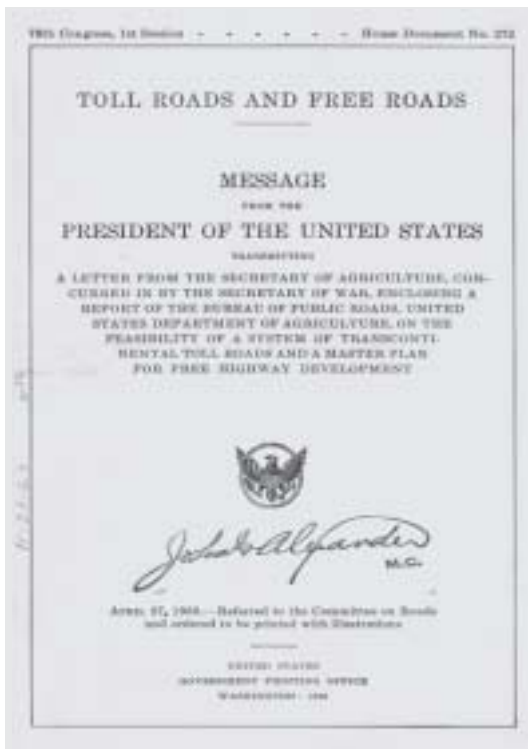 76th Congress, 1st Session - - - - - - House Document No. 272
TOLL ROADS AND FREE ROADS
MESSAGE
FROM THE
PRESIDENT OF THE UNITED STATES
TRANSMITTING
A LETTER FROM THE SECRETARY OF AGRICULTURE, CON-
CURRED IN BY THE SECRETARY OF WAR, ENCLOSING A
REPORT OF THE BUREAU OF PUBLIC ROADS, UNITED
STATES DEPARTMENT OF AGRICULTURE, ON THE
FEASIBILITY OF A SYSTEM OF TRANSCONTI-
NENTAL TOLL ROADS AND A MASTER PLAN
FOR FREE HIGHWAY DEVELOPMENT
John G. Alexander
M.C.
APRIL 27, 1939.—Referred to the Committee on Roads
and ordered to be printed with illustrations
UNITED STATES
GOVERNMENT PRINTING OFFICE
WASHINGTON : 1939